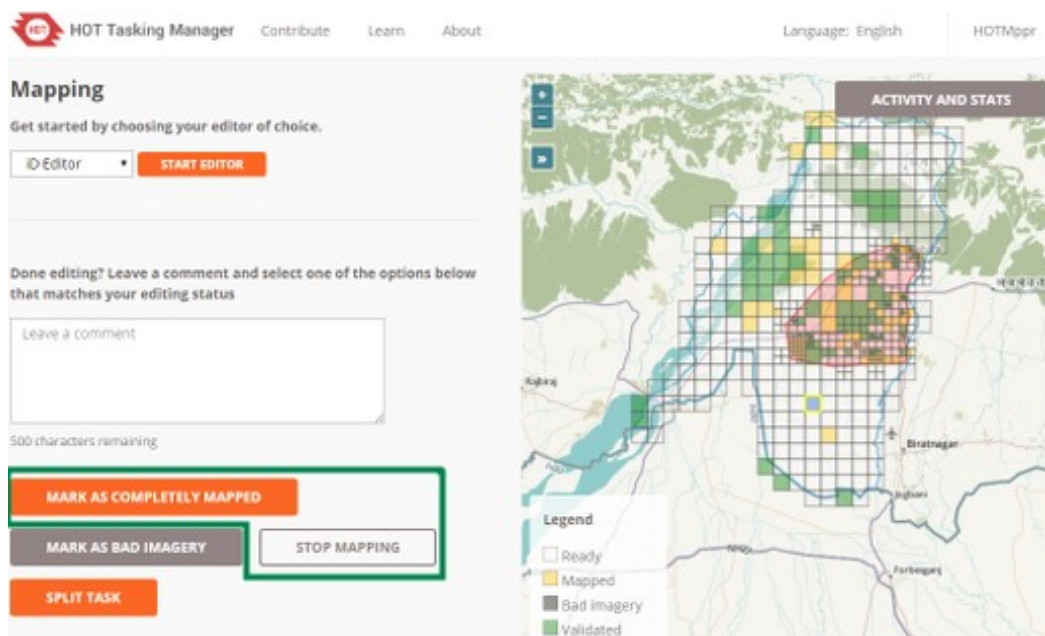 HOT
HOT Tasking Manager
Contribute
Learn
About
Language: English
HOTMppr
Mapping
Get started by choosing your editor of choice.
iD Editor
START EDITOR
Done editing? Leave a comment and select one of the options below
that matches your editing status
Leave a comment
500 characters remaining
MARK AS COMPLETELY MAPPED
MARK AS BAD IMAGERY
STOP MAPPING
SPLIT TASK
+
−
»
ACTIVITY AND STATS
Rajbiraj
Biratnagar
Jogbani
Forbesganj
Legend
Ready
Mapped
Bad imagery
Validated